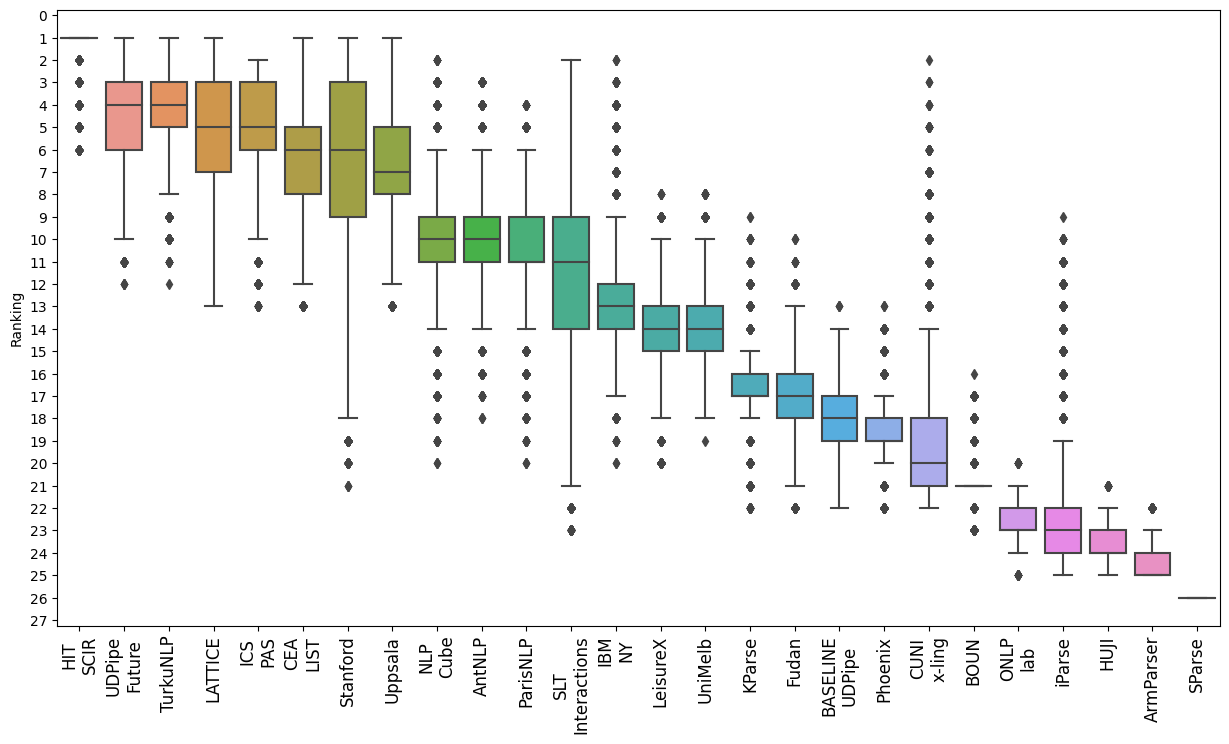 Ranking
0
1
2
3
4
5
6
7
8
9
10
11
12
13
14
15
16
17
18
19
20
21
22
23
24
25
26
27
HIT
SCIR
UDPipe
Future
TurkuNLP
LATTICE
ICS
PAS
CEA
LIST
Stanford
Uppsala
NLP
Cube
AntNLP
ParisNLP
SLT
Interactions
IBM
NY
LeisureX
UniMelb
KParse
Fudan
BASELINE
UDPipe
Phoenix
CUNI
x-ling
BOUN
ONLP
lab
iParse
HUJI
ArmParser
SParse